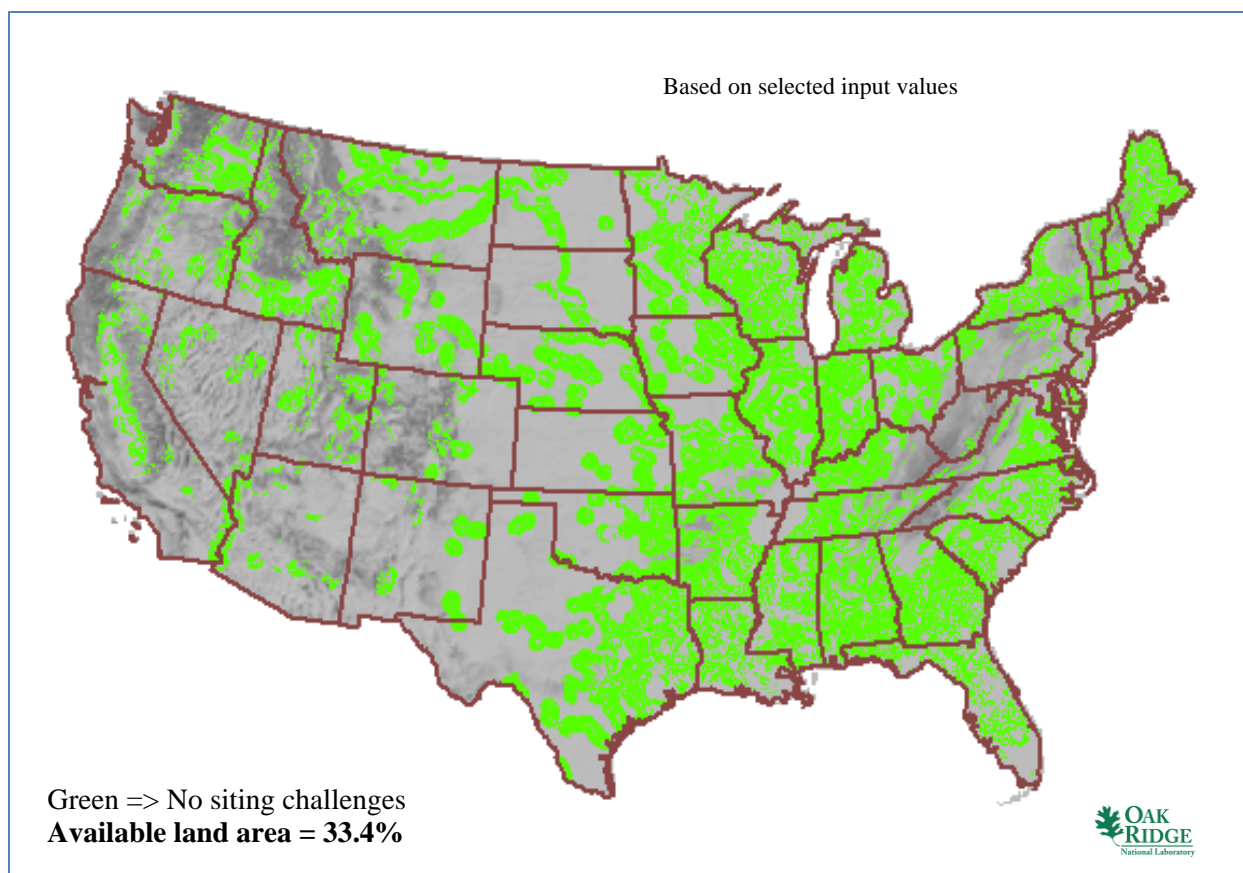 Based on selected input values
Green => No siting challenges
Available land area = 33.4%
OAK
RIDGE
National Laboratory